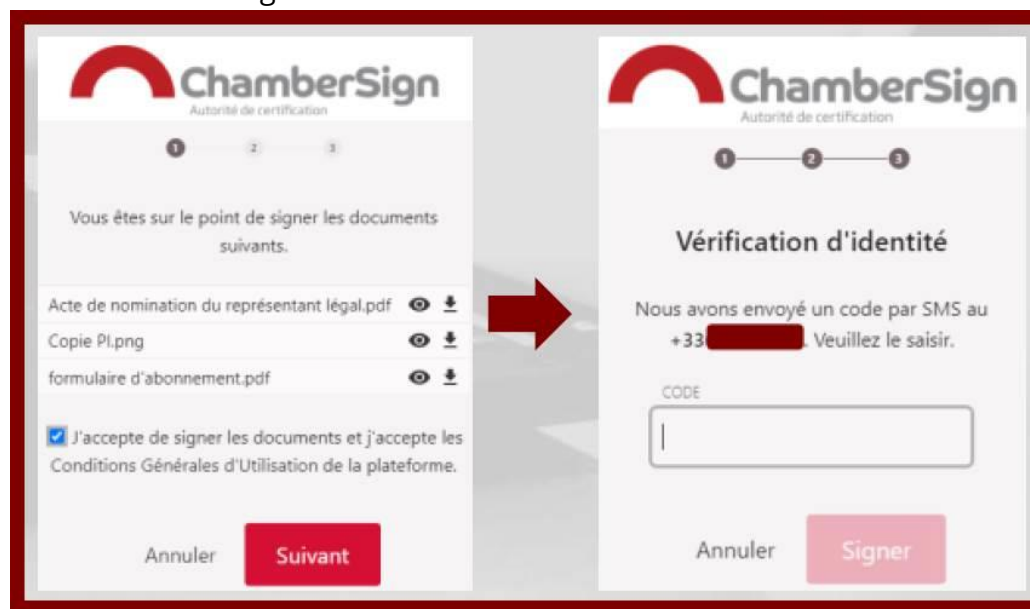 ChamberSign
Autorité de certification
1 2 3
Vous êtes sur le point de signer les documents
suivants.
Acte de nomination du représentant légal.pdf
Copie PI.png
formulaire d'abonnement.pdf
J'accepte de signer les documents et j'accepte les
Conditions Générales d'Utilisation de la plateforme.
Annuler Suivant
ChamberSign
Autorité de certification
1 2 3
Vérification d'identité
Nous avons envoyé un code par SMS au
+33 . Veuillez le saisir.
CODE
Annuler Signer